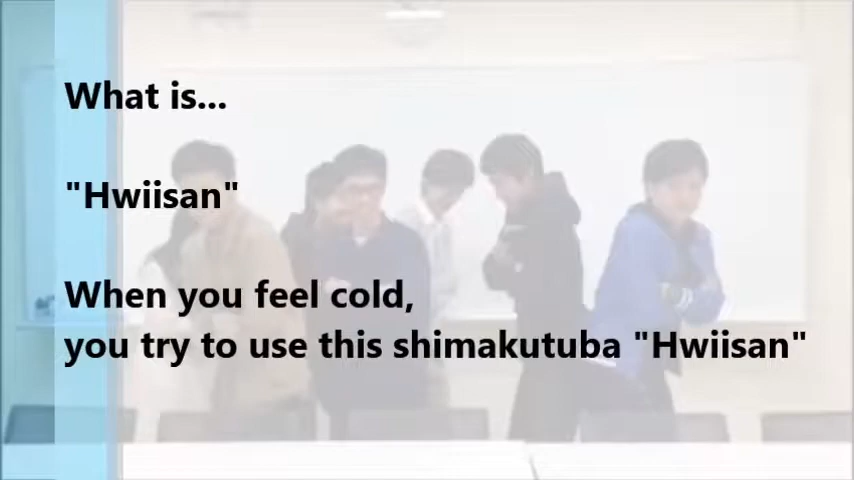 What is...
"Hwiisan"
When you feel cold,
you try to use this shimakutuba "Hwiisan"